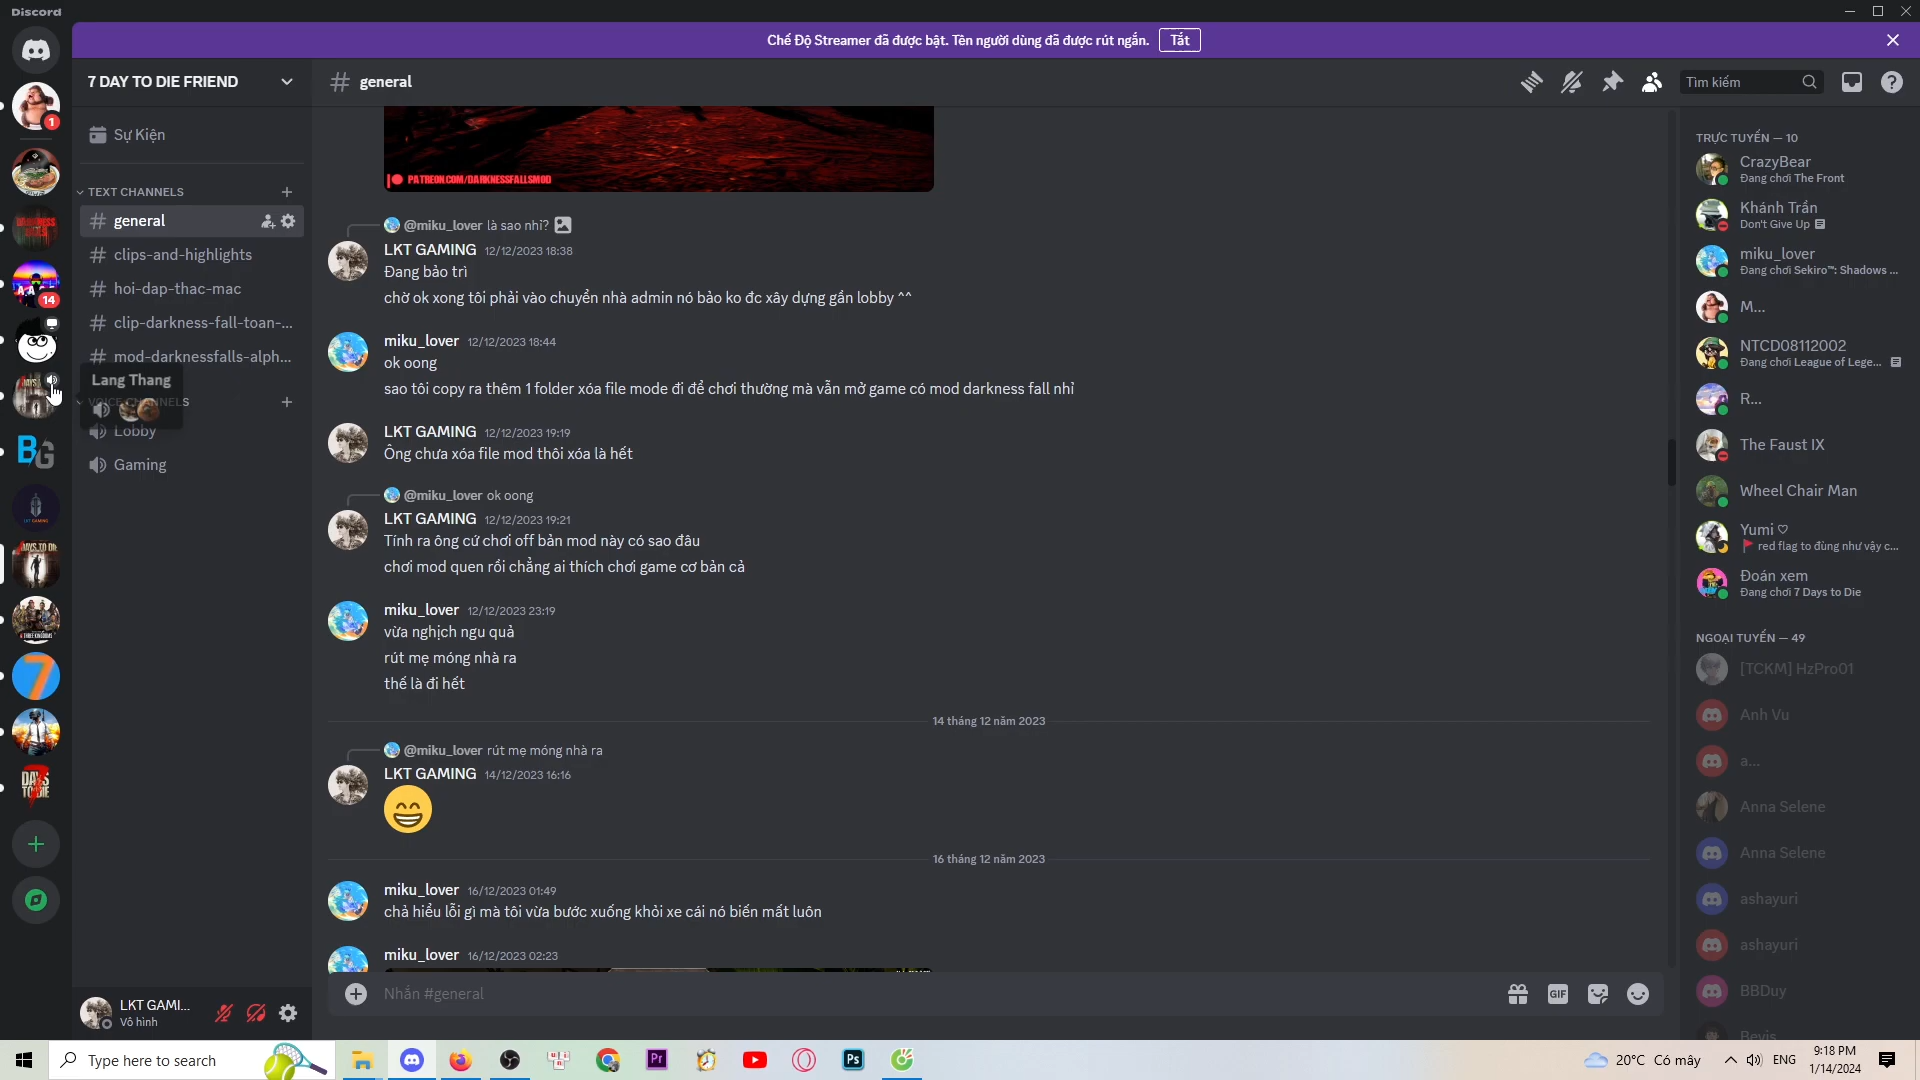 Discord
Chế Độ Streamer đã được bật. Tên người dùng đã được rút ngắn.
Tắt
7 DAY TO DIE FRIEND
general
Tìm kiếm
Sự Kiện
TEXT CHANNELS
general
clips-and-highlights
hoi-dap-thac-mac
clip-darkness-fall-toan-...
mod-darknessfalls-alph...
Lang Thang
Lobby
Gaming
1
14
LKT GAMI...
Vô hình
PATREON.COM/DARKNESSFALLSMOD
@miku_lover là sao nhỉ?
LKT GAMING 12/12/2023 18:38
Đang bảo trì
chờ ok xong tôi phải vào chuyển nhà admin nó bảo ko đc xây dựng gần lobby ^^
miku_lover 12/12/2023 18:44
ok oong
sao tôi copy ra thêm 1 folder xóa file mode đi để chơi thường mà vẫn mở game có mod darkness fall nhỉ
LKT GAMING 12/12/2023 19:19
Ông chưa xóa file mod thôi xóa là hết
@miku_lover ok oong
LKT GAMING 12/12/2023 19:21
Tính ra ông cứ chơi off bản mod này có sao đâu
chơi mod quen rồi chẳng ai thích chơi game cơ bản cả
miku_lover 12/12/2023 23:19
vừa nghịch ngu quả
rút mẹ móng nhà ra
thế là đi hết
14 tháng 12 năm 2023
@miku_lover rút mẹ móng nhà ra
LKT GAMING 14/12/2023 16:16
16 tháng 12 năm 2023
miku_lover 16/12/2023 01:49
chả hiểu lỗi gì mà tôi vừa bước xuống khỏi xe cái nó biến mất luôn
miku_lover 16/12/2023 02:23
Nhắn #general
GIF
TRỰC TUYẾN — 10
CrazyBear
Đang chơi The Front
Khánh Trần
Don't Give Up
miku_lover
Đang chơi Sekiro™: Shadows ...
M...
NTCD08112002
Đang chơi League of Lege...
R...
The Faust IX
Wheel Chair Man
Yumi ♡
red flag to đùng như vậy c...
Đoán xem
Đang chơi 7 Days to Die
NGOẠI TUYẾN — 49
[TCKM] HzPro01
Anh Vu
a...
Anna Selene
Anna Selene
ashayuri
ashayuri
BBDuy
Bevis
Type here to search
Pr
Ps
20°C Có mây
ENG
9:18 PM
1/14/2024